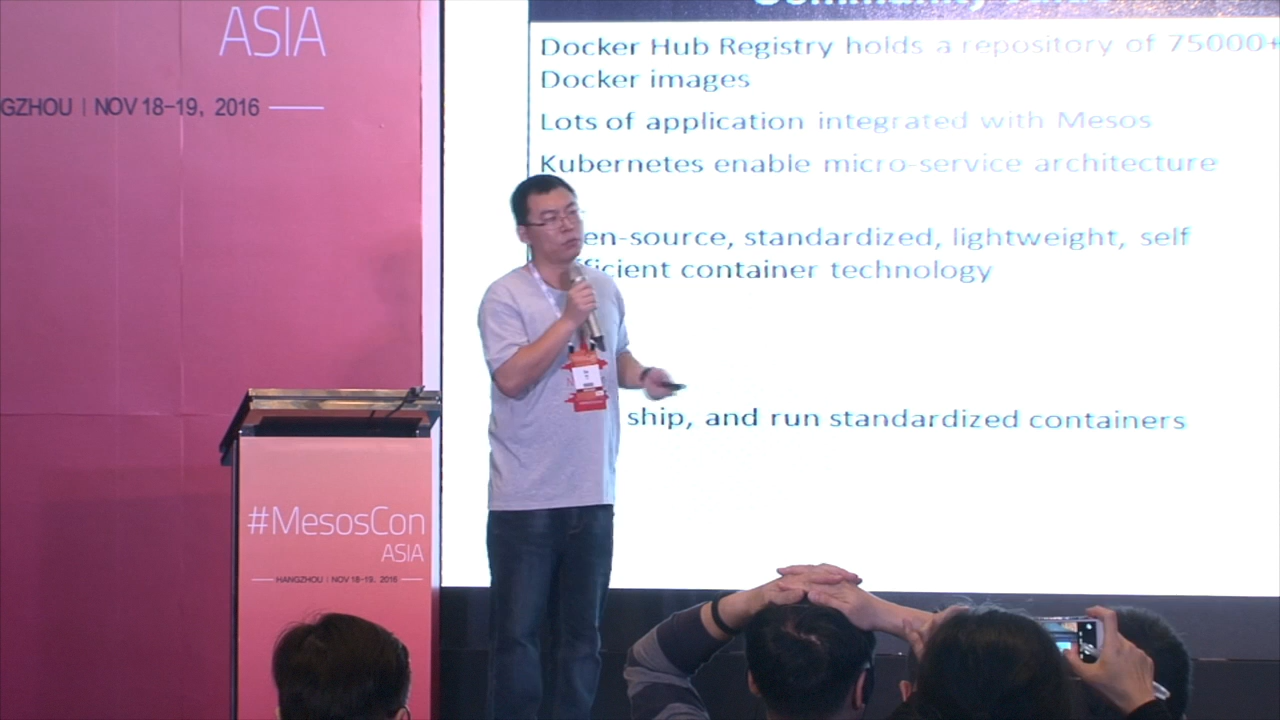 ASIA
GZHOU | NOV 18-19, 2016
Docker Hub Registry holds a repository of 75000+
Docker images
Lots of application integrated with Mesos
Kubernetes enable micro-service architecture
en-source, standardized, lightweight, self
ficient container technology
ship, and run standardized containers
#MesosCon
ASIA
HANGZHOU | NOV 18-19, 2016